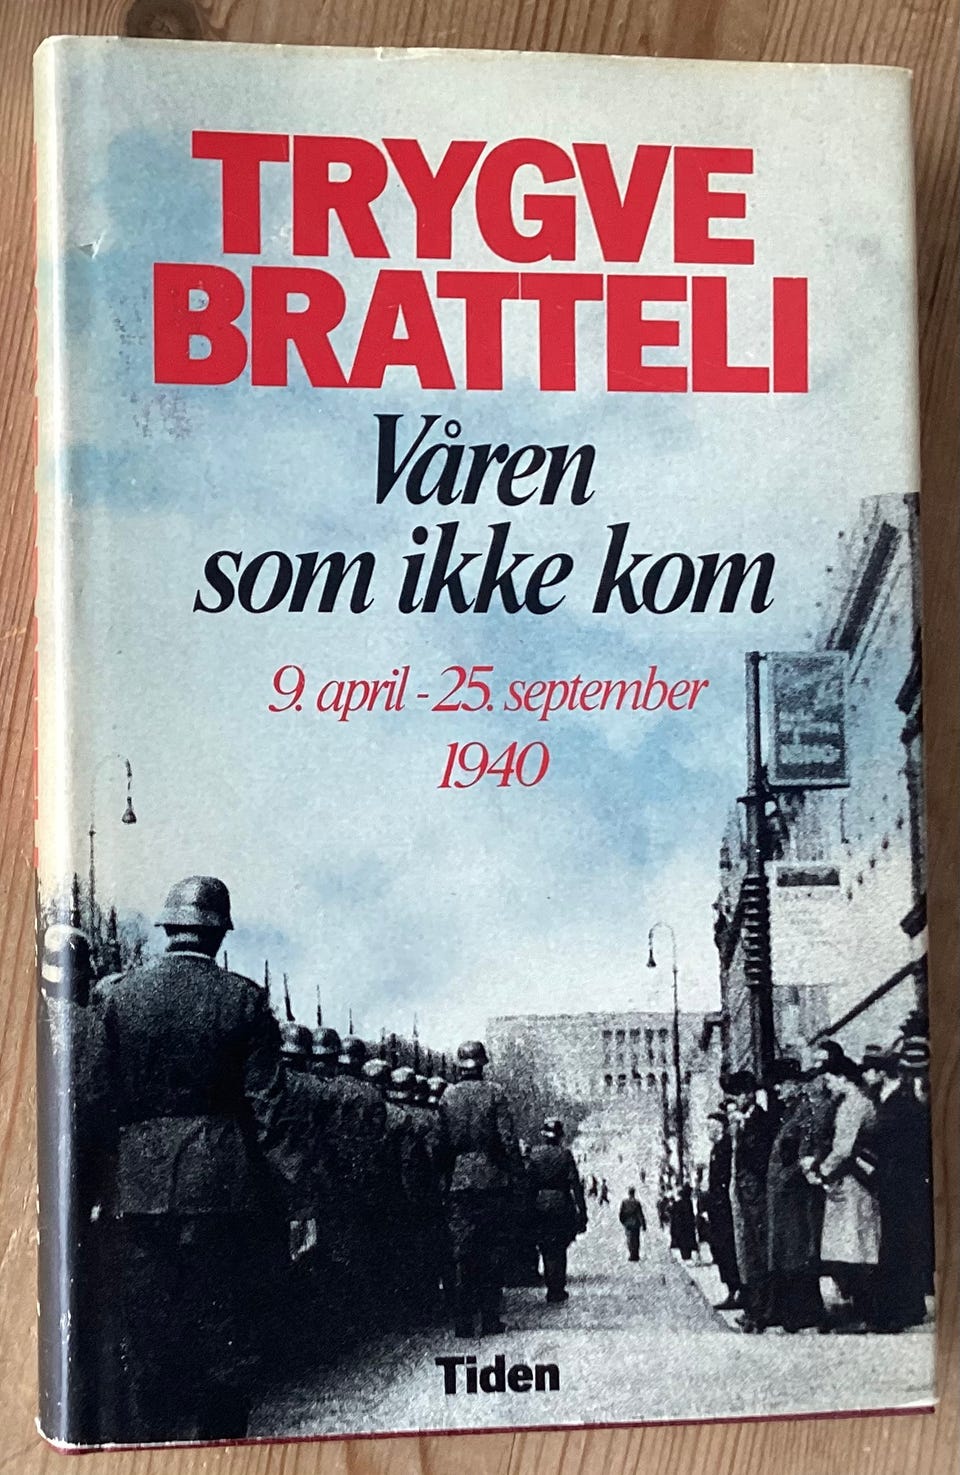 TRYGVE
BRATTELI
Våren
som ikke kom
9. april - 25. september
1940
Tiden